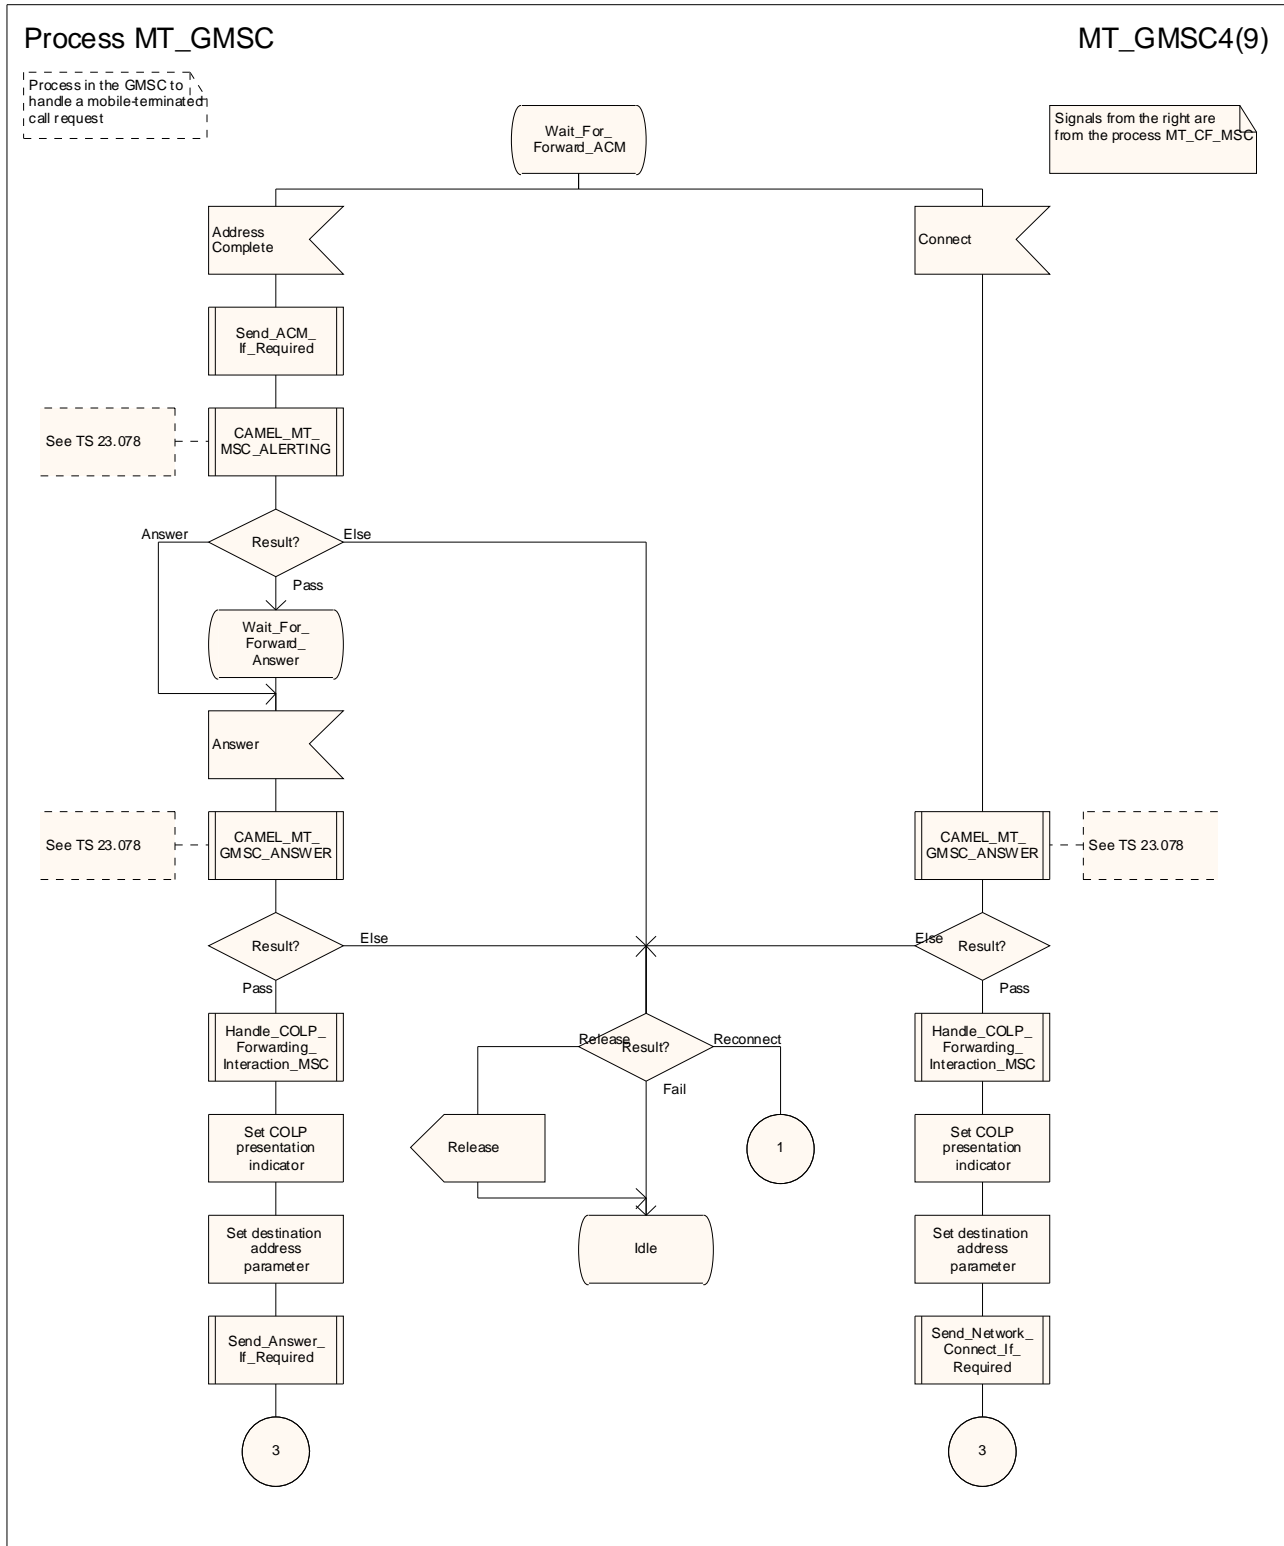 Process MT_GMSC
MT_GMSC4(9)
Process in the GMSC to
handle a mobile-terminated
call request
Wait_For_
Forward_ACM
Signals from the right are
from the process MT_CF_MSC
Address
Complete
Connect
Send_ACM_
If_Required
See TS 23.078
CAMEL_MT_
MSC_ALERTING
Answer
Result?
Else
Pass
Wait_For_
Forward_
Answer
Answer
See TS 23.078
CAMEL_MT_
GMSC_ANSWER
CAMEL_MT_
GMSC_ANSWER
See TS 23.078
Result?
Else
Else
Result?
Pass
Pass
Handle_COLP_
Forwarding_
Interaction_MSC
Release
Result?
Reconnect
Fail
Handle_COLP_
Forwarding_
Interaction_MSC
Set COLP
presentation
indicator
Release
1
Set COLP
presentation
indicator
Set destination
address
parameter
Idle
Set destination
address
parameter
Send_Answer_
If_Required
Send_Network_
Connect_If_
Required
3
3